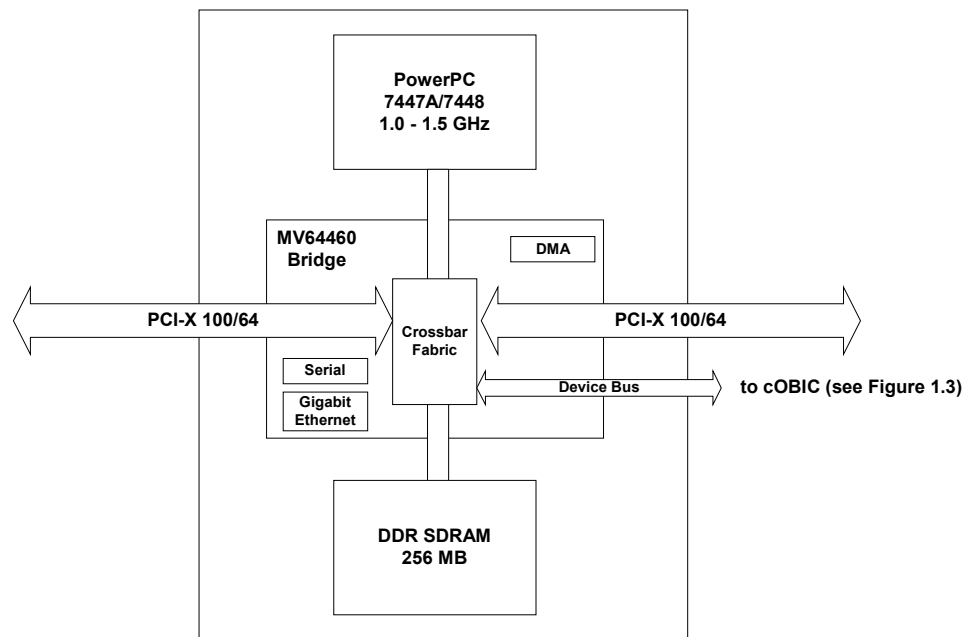 PowerPC
7447A/7448
1.0 - 1.5 GHz
MV64460
Bridge
DMA
PCI-X 100/64
Crossbar
Fabric
PCI-X 100/64
Serial
Gigabit
Ethernet
Device Bus
to cOBIC (see Figure 1.3)
DDR SDRAM
256 MB